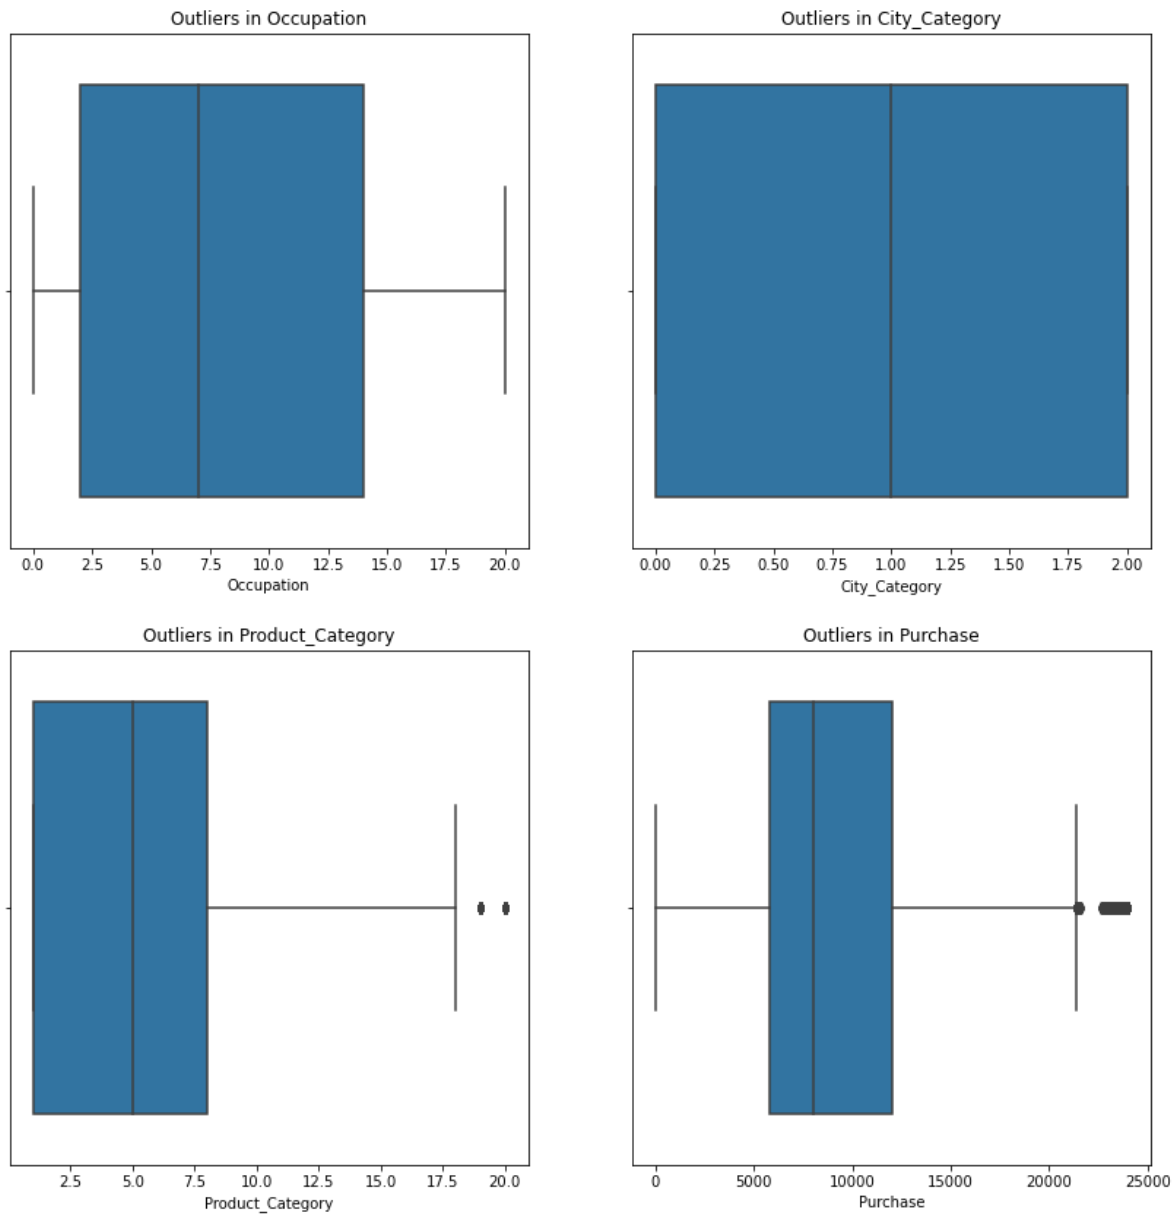 Outliers in Occupation
0.0 2.5 5.0 7.5 10.0 12.5 15.0 17.5 20.0
Occupation
Outliers in City_Category
0.00 0.25 0.50 0.75 1.00 1.25 1.50 1.75 2.00
City_Category
Outliers in Product_Category
2.5 5.0 7.5 10.0 12.5 15.0 17.5 20.0
Product_Category
Outliers in Purchase
0 5000 10000 15000 20000 25000
Purchase